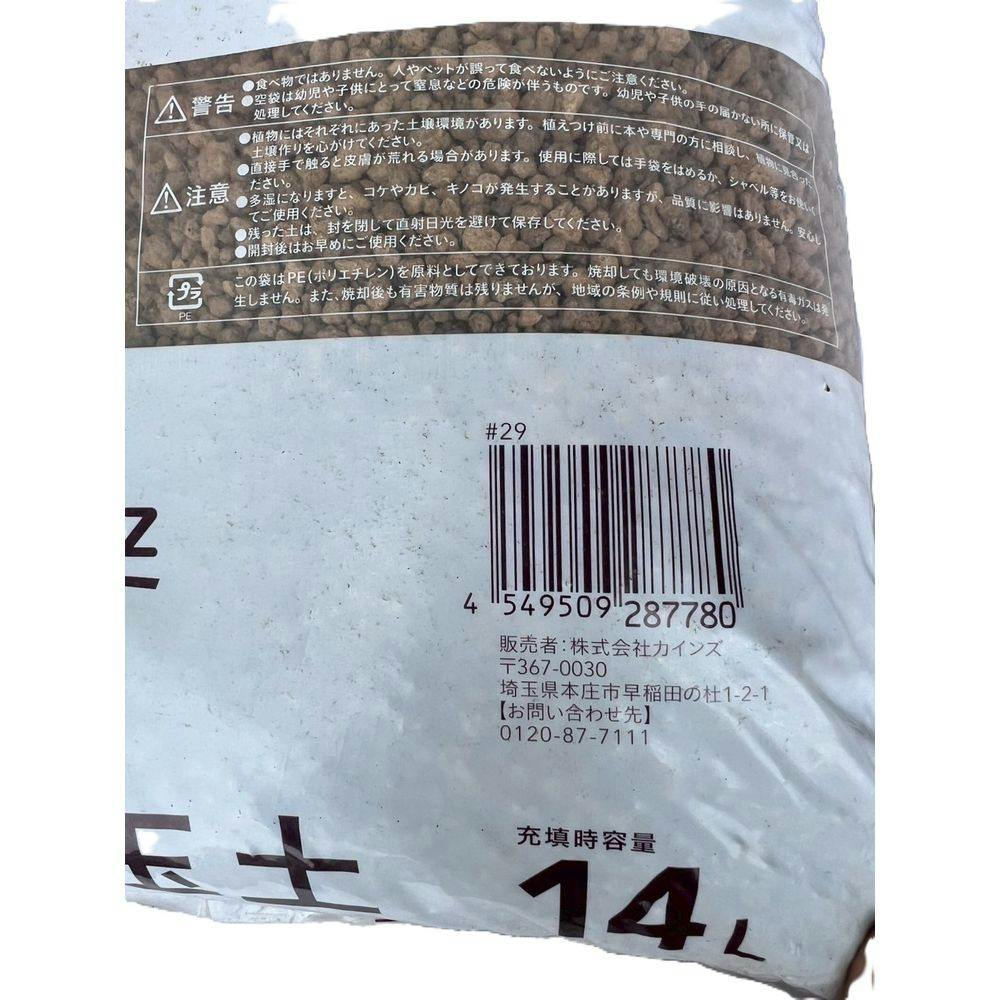 警告
●食べ物ではありません。人やペットが誤って食べないようにご注意ください。
●空袋は幼児や子供にとって窒息などの危険が伴うものです。幼児や子供の手の届かない所に保管又は
処理してください。
注意
●植物にはそれぞれにあった土壌環境があります。植えつけ前に本や専門の方に相談し、植物に見合った
土壌作りを心がけてください。
●直接手で触ると皮膚が荒れる場合があります。使用に際しては手袋をはめるか、シャベル等をお使いく
ださい。
●多湿になりますと、コケやカビ、キノコが発生することがありますが、品質に影響はありません。安心し
てご使用ください。
●残った土は、封を閉して直射日光を避けて保存してください。
●開封後はお早めにご使用ください。
プラ
PE
この袋はPE(ポリエチレン)を原料としてできております。焼却しても環境破壊の原因となる有毒ガスは発
生しません。また、焼却後も有害物質は残りませんが、地域の条例や規則に従い処理してください。
#29
4 549509 287780
販売者:株式会社カインズ
〒367-0030
埼玉県本庄市早稲田の杜1-2-1
【お問い合わせ先】
0120-87-7111
玉土
充填時容量
14L